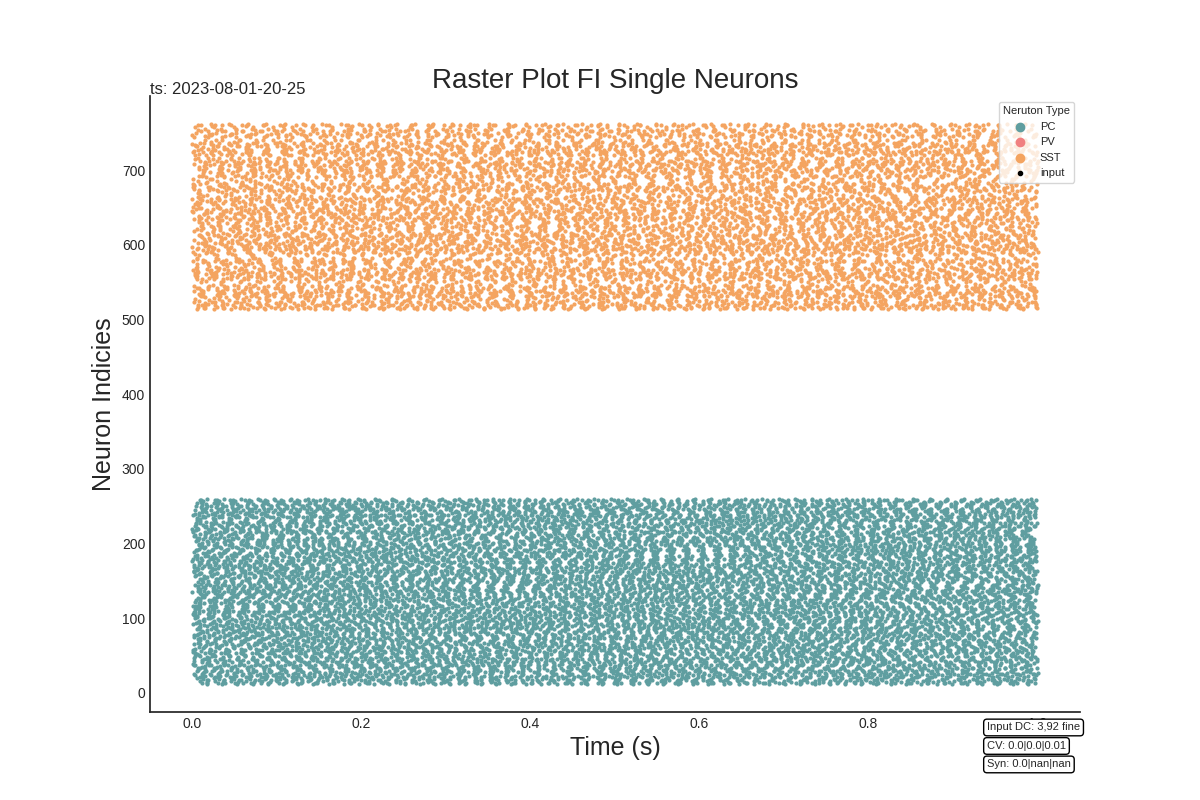 Raster Plot FI Single Neurons
ts: 2023-08-01-20-25
Neruton Type
PC
PV
SST
input
700
600
500
400
300
200
100
0
Neuron Indicies
0.0 0.2 0.4 0.6 0.8
Time (s)
Input DC: 3,92 fine
CV: 0.0|0.0|0.01
Syn: 0.0|nan|nan